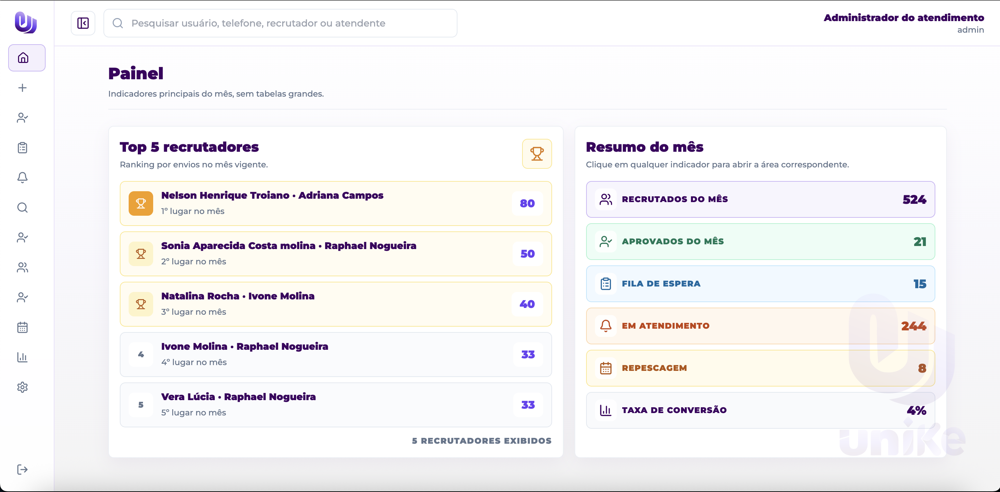 Pesquisar usuário, telefone, recrutador ou atendente
Administrador do atendimento
admin
Painel
Indicadores principais do mês, sem tabelas grandes.
Top 5 recrutadores
Ranking por envios no mês vigente.
Nelson Henrique Troiano • Adriana Campos
1º lugar no mês
80
Sonia Aparecida Costa molina • Raphael Nogueira
2º lugar no mês
50
Natalina Rocha • Ivone Molina
3º lugar no mês
40
4
Ivone Molina • Raphael Nogueira
4º lugar no mês
33
5
Vera Lúcia • Raphael Nogueira
5º lugar no mês
33
5 RECRUTADORES EXIBIDOS
Resumo do mês
Clique em qualquer indicador para abrir a área correspondente.
RECRUTADOS DO MÊS
524
APROVADOS DO MÊS
21
FILA DE ESPERA
15
EM ATENDIMENTO
244
REPESCAGEM
8
TAXA DE CONVERSÃO
4%
unike